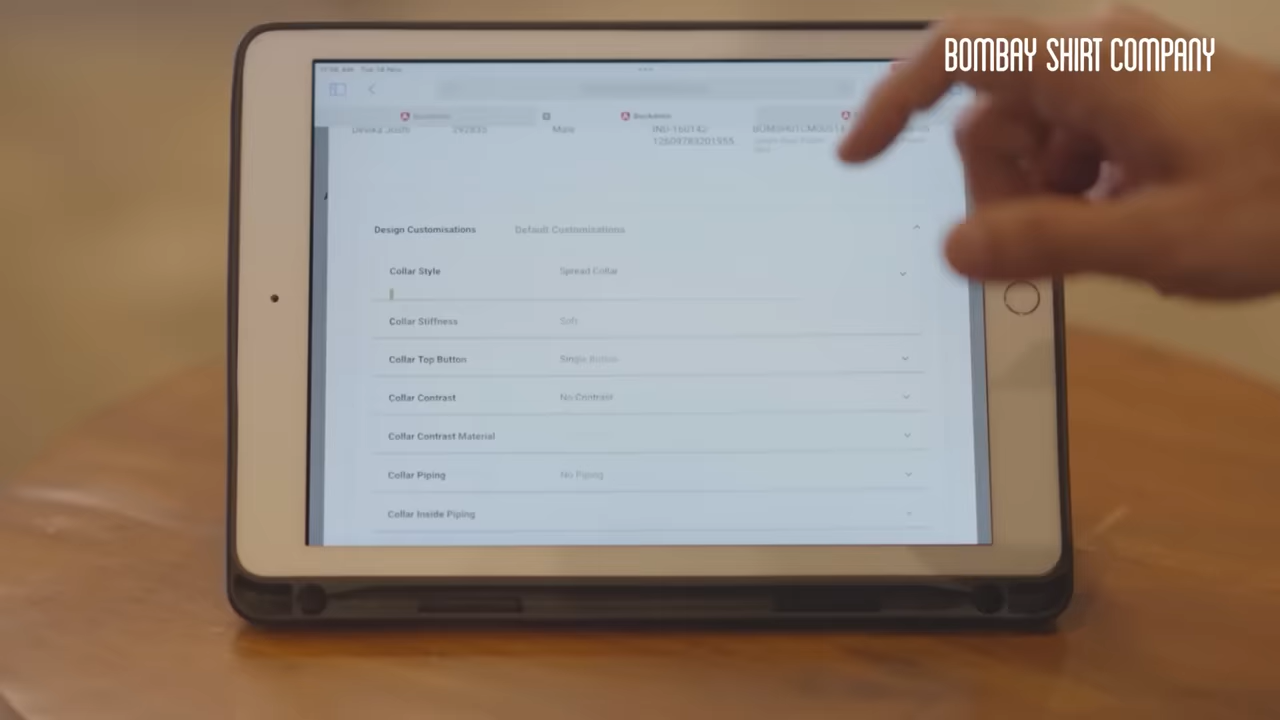 BOMBAY SHIRT COMPANY
Male
Design Customisations Default Customisations
Collar Style Spread Collar
Collar Stiffness Soft
Collar Top Button Single Button
Collar Contrast No Contrast
Collar Contrast Material
Collar Piping No Piping
Collar Inside Piping